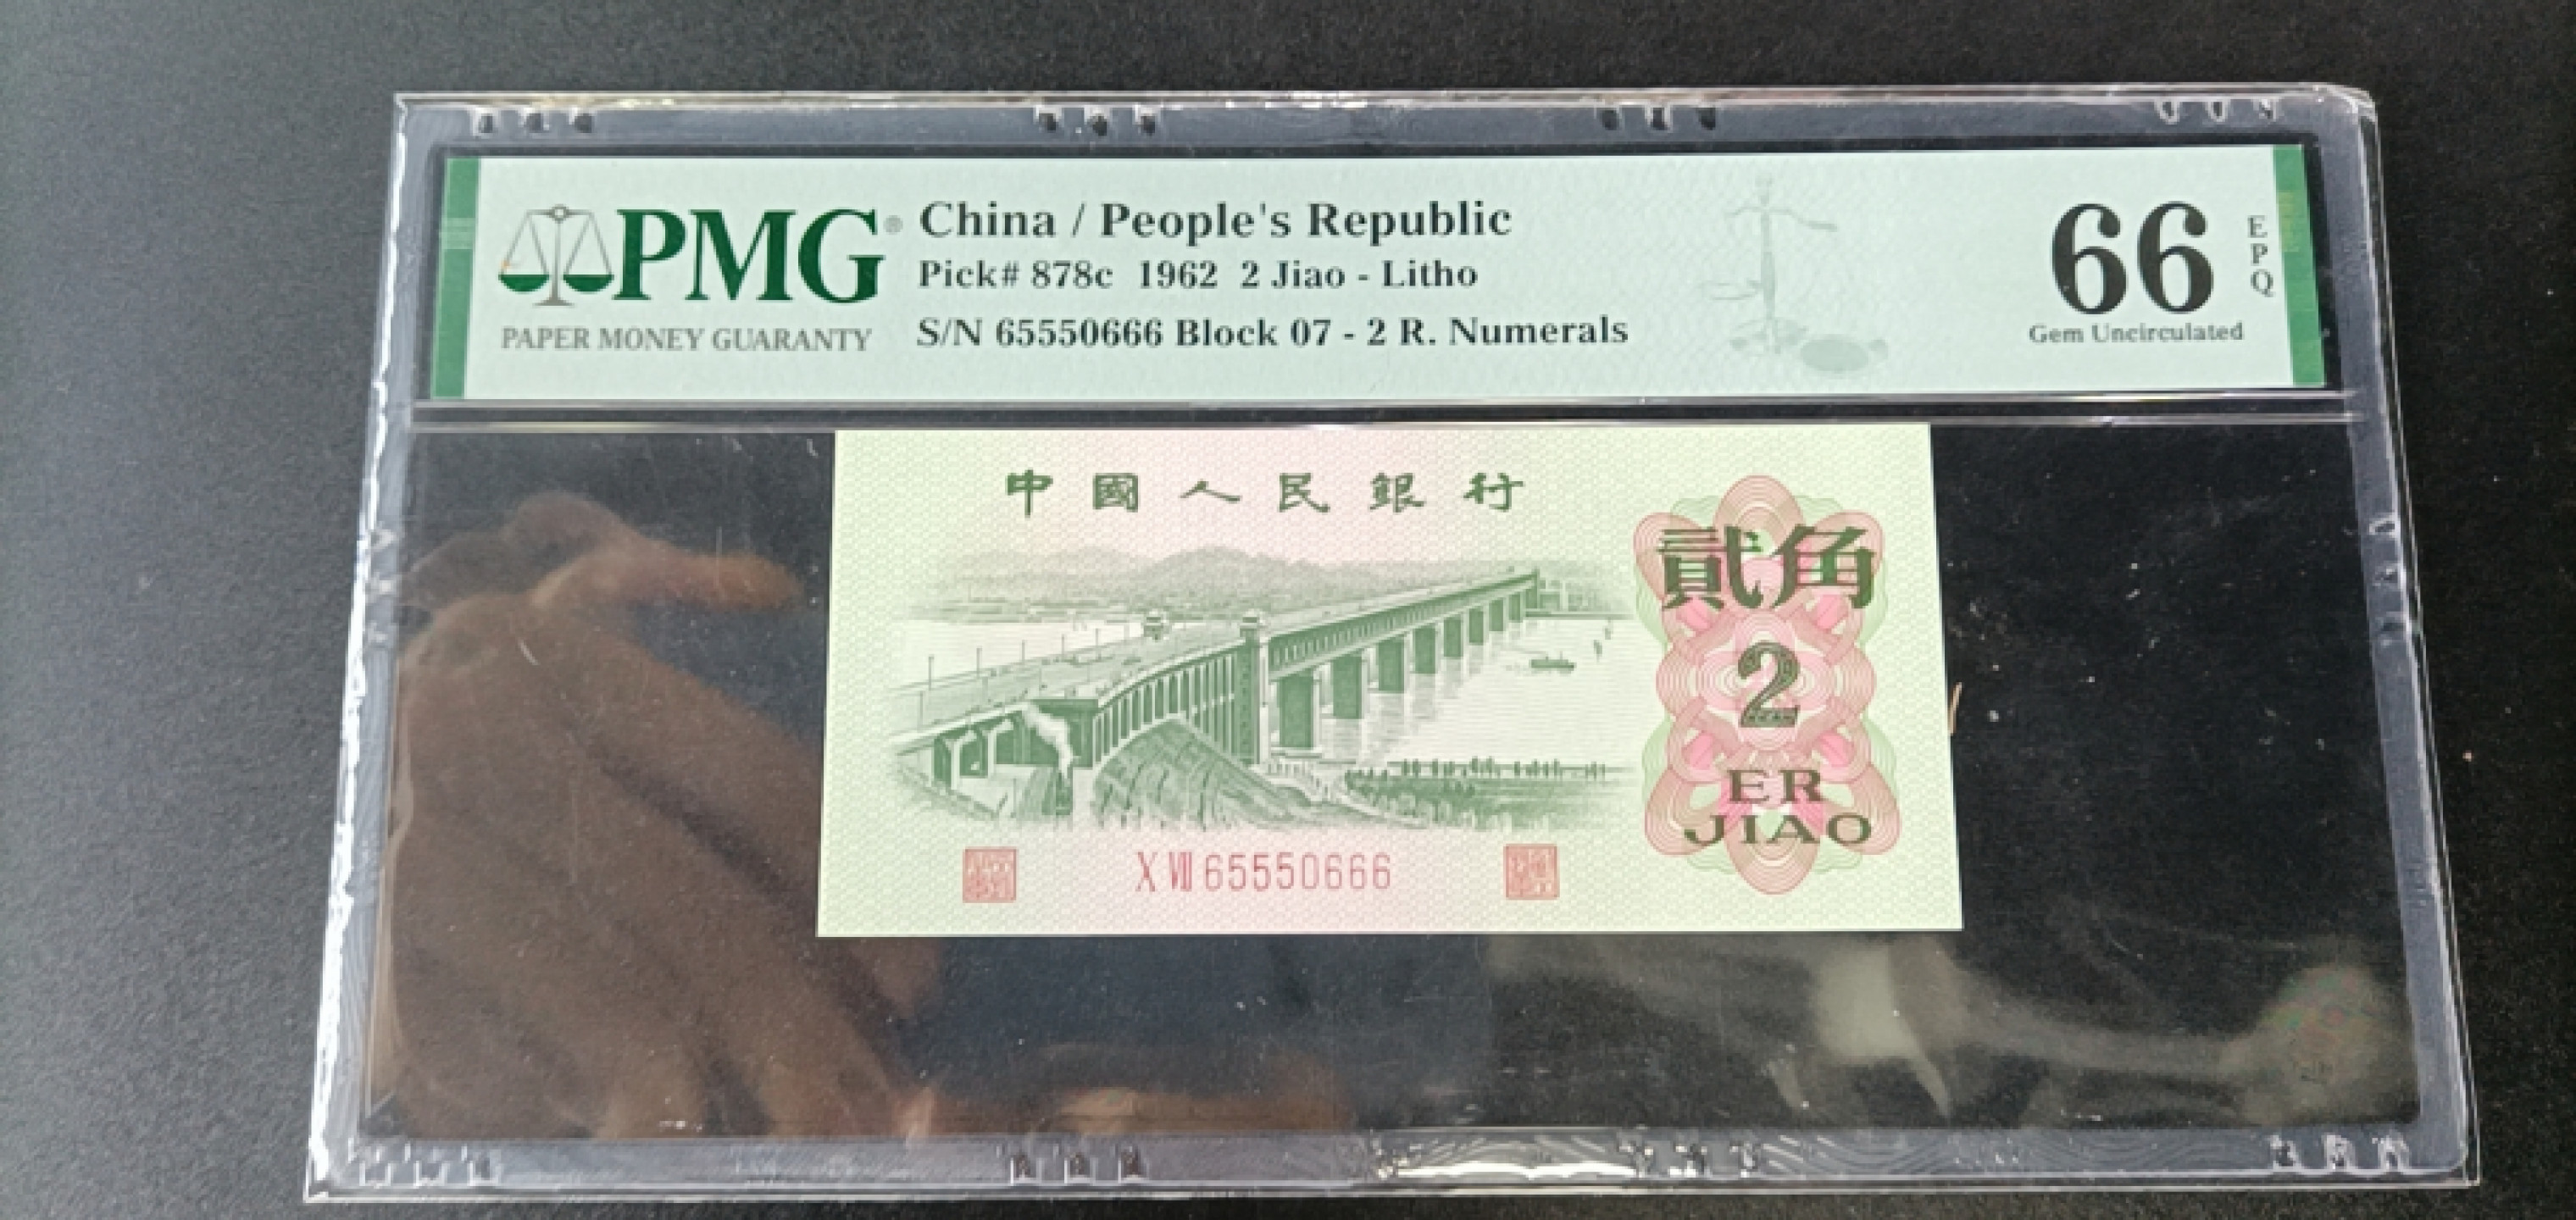 PMG®
PAPER MONEY GUARANTY
China / People's Republic
Pick# 878c 1962 2 Jiao - Litho
S/N 65550666 Block 07 - 2 R. Numerals
66
EPQ
Gem Uncirculated
中國人民銀行
貳角
2
ER
JIAO
X VII 65550666